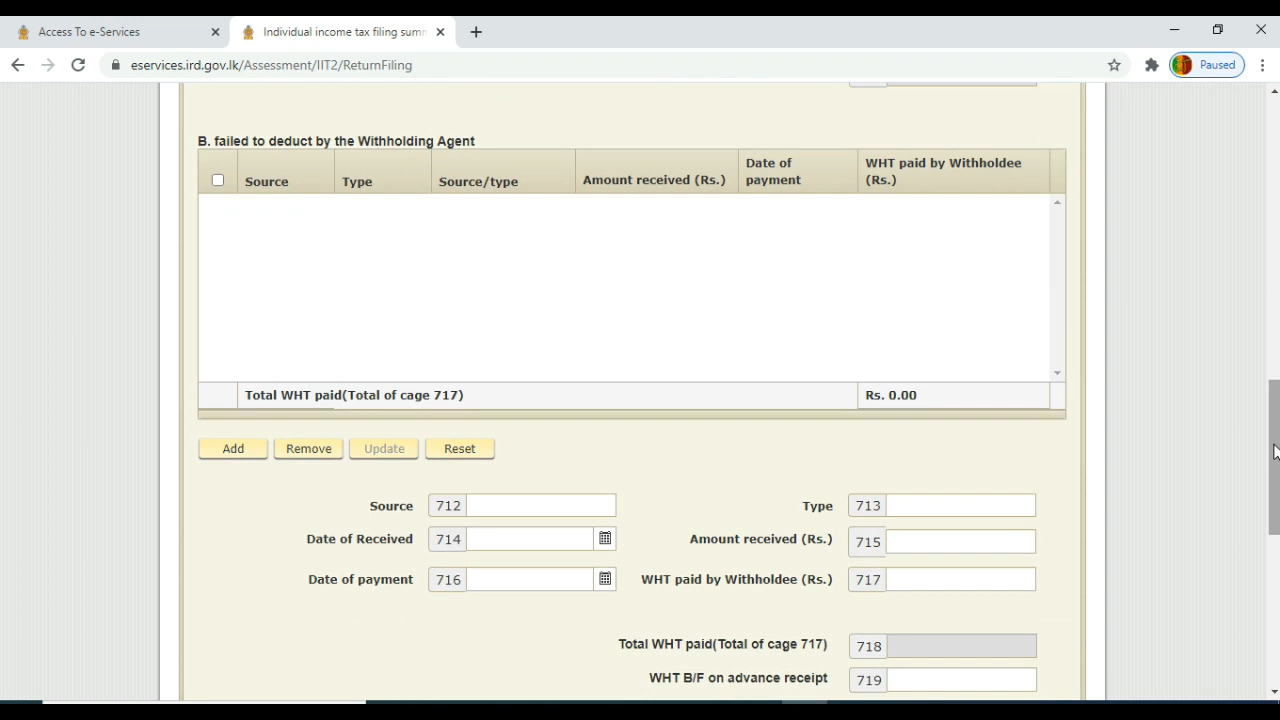 Access To e-Services
Individual income tax filing sumn
eservices.ird.gov.lk/Assessment/IIT2/ReturnFiling
Paused
B. failed to deduct by the Withholding Agent
Source Type Source/type Amount received (Rs.) Date of payment WHT paid by Withholdee (Rs.)
Total WHT paid(Total of cage 717) Rs. 0.00
Add Remove Update Reset
Source 712 Type 713
Date of Received 714 Amount received (Rs.) 715
Date of payment 716 WHT paid by Withholdee (Rs.) 717
Total WHT paid(Total of cage 717) 718
WHT B/F on advance receipt 719